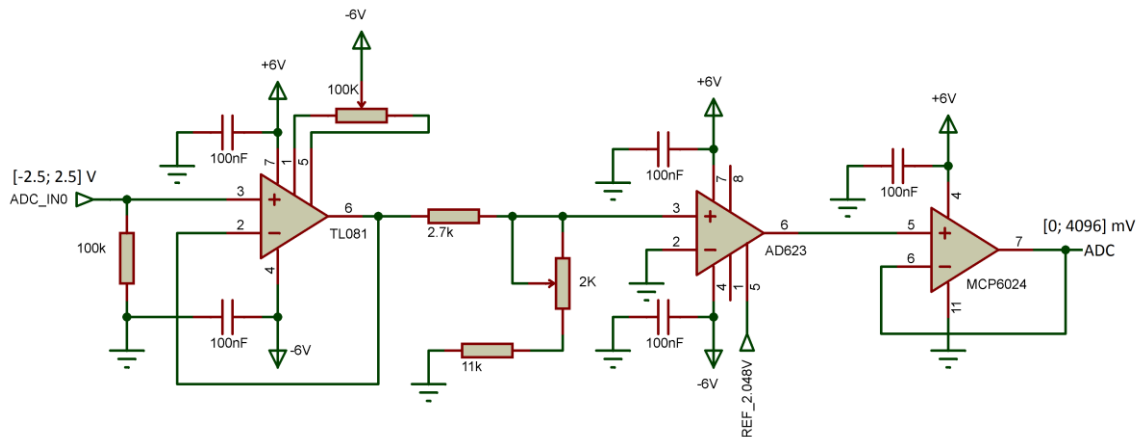 -6V
+6V
100K
100nF
7
1
5
[-2.5; 2.5] V
ADC_IN0
3
2
6
TL081
4
100k
100nF
-6V
2.7k
2K
11k
+6V
100nF
7
8
3
2
6
AD623
4
1
5
100nF
-6V
REF_2.048V
+6V
100nF
4
5
6
7
[0; 4096] mV
ADC
MCP6024
11